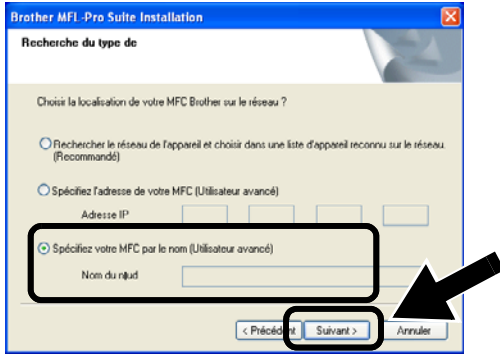 Brother MFL-Pro Suite Installation
Recherche du type de
Choisir la localisation de votre MFC Brother sur le réseau ?
Rechercher le réseau de l'appareil et choisir dans une liste d'appareil reconnu sur le réseau.
(Recommandé)
Spécifiez l'adresse de votre MFC (Utilisateur avancé)
Adresse IP
Spécifiez votre MFC par le nom (Utilisateur avancé)
Nom du nœud
< Précédent Suivant > Annuler